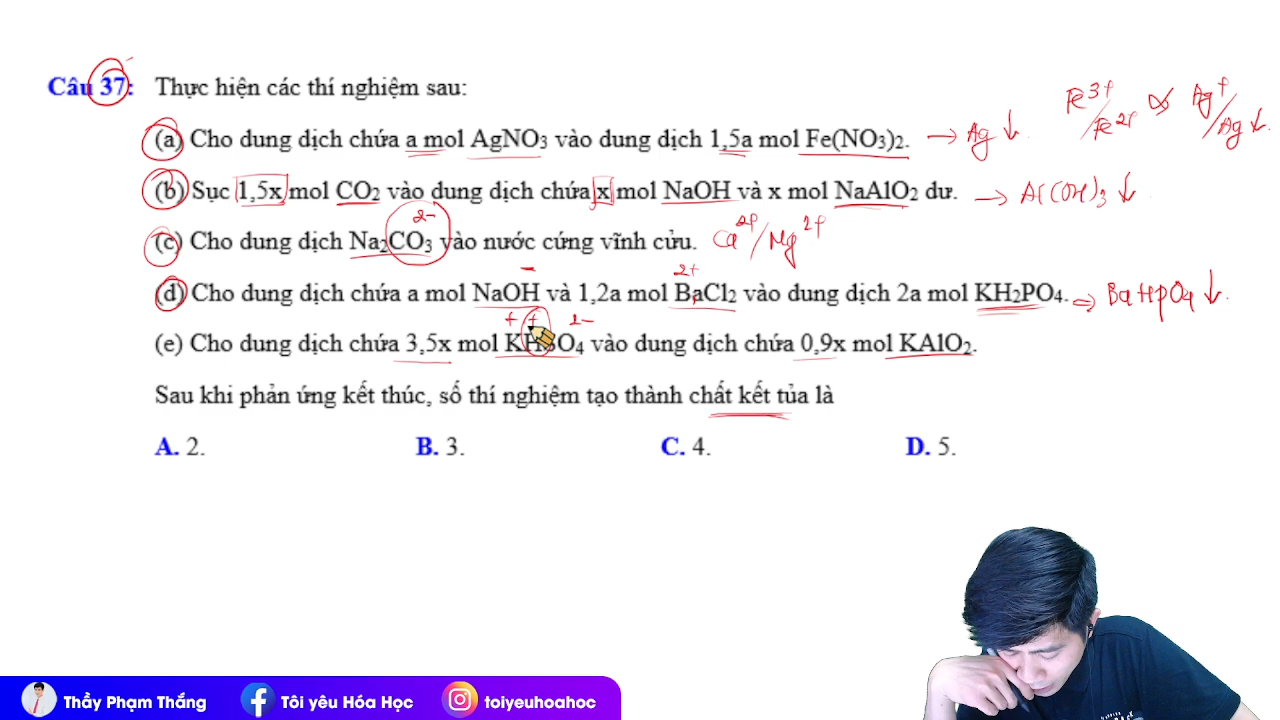 Câu 37: Thực hiện các thí nghiệm sau:
(a) Cho dung dịch chứa a mol AgNO₃ vào dung dịch 1,5a mol Fe(NO₃)₂. → Ag↓ Fe³⁺/Fe²⁺ α Ag⁺/Ag↓
(b) Sục 1,5x mol CO₂ vào dung dịch chứa x mol NaOH và x mol NaAlO₂ dư. → Al(OH)₃↓
2-
(c) Cho dung dịch Na₂CO₃ vào nước cứng vĩnh cửu. Ca²⁺/Mg²⁺
- 2+
(d) Cho dung dịch chứa a mol NaOH và 1,2a mol BaCl₂ vào dung dịch 2a mol KH₂PO₄. ⇒ BaHPO₄↓
+ + 2-
(e) Cho dung dịch chứa 3,5x mol KHSO₄ vào dung dịch chứa 0,9x mol KAlO₂.
Sau khi phản ứng kết thúc, số thí nghiệm tạo thành chất kết tủa là
A. 2. B. 3. C. 4. D. 5.
Thầy Phạm Thắng Tôi yêu Hóa Học toiyeuhoahoc